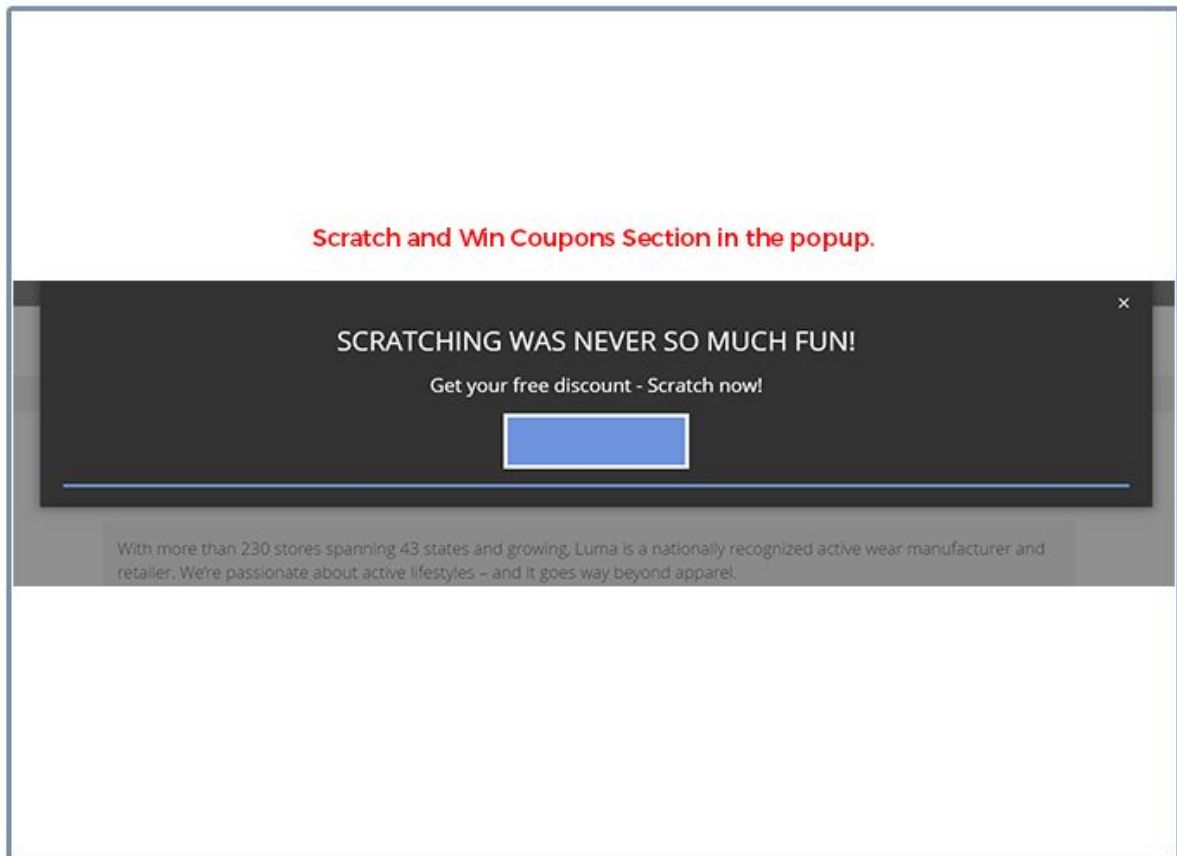 Scratch and Win Coupons Section in the popup.
×
SCRATCHING WAS NEVER SO MUCH FUN!
Get your free discount - Scratch now!
With more than 230 stores spanning 43 states and growing, Luma is a nationally recognized active wear manufacturer and
retailer. We're passionate about active lifestyles – and it goes way beyond apparel.